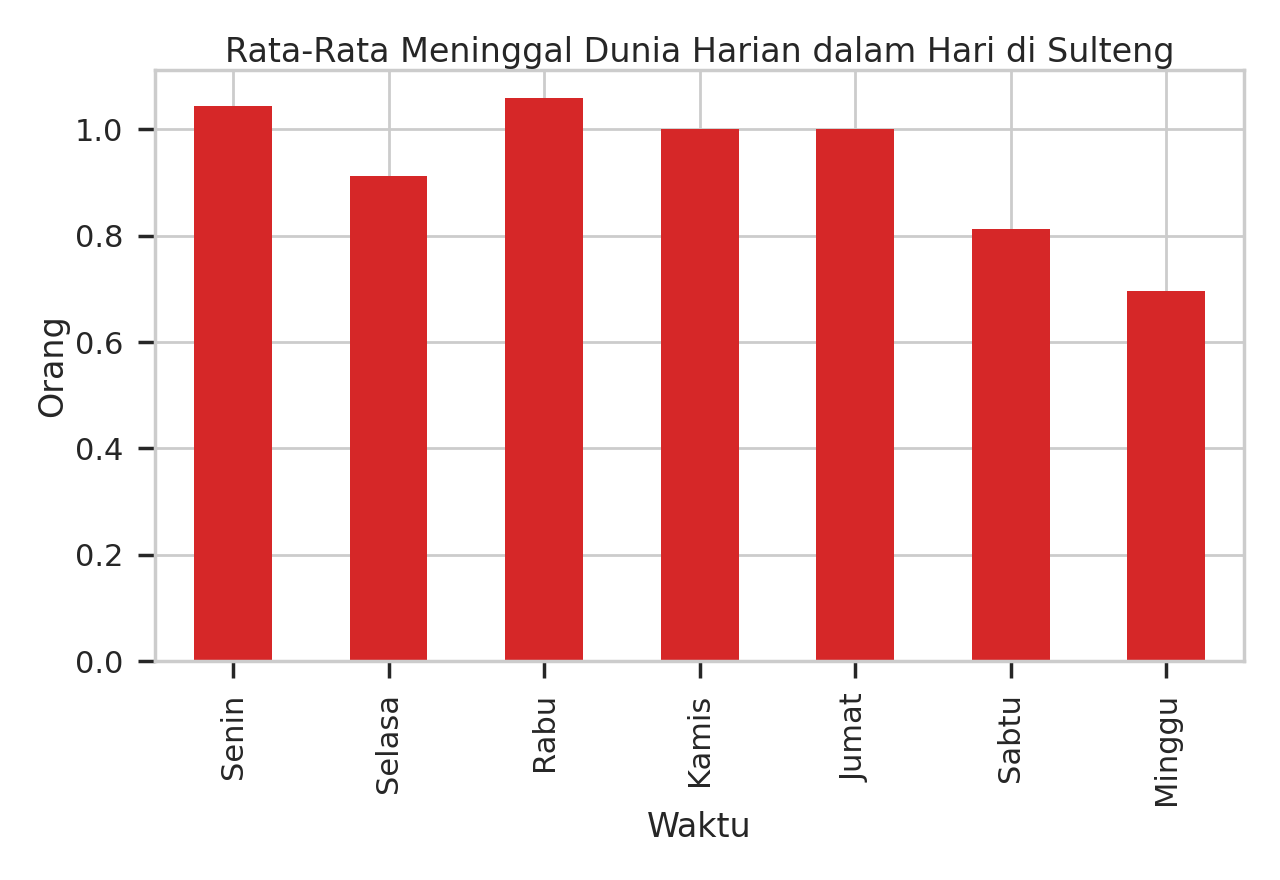 Rata-Rata Meninggal Dunia Harian dalam Hari di Sulteng
1.0
0.8
0.6
0.4
0.2
0.0
Orang
Senin
Selasa
Rabu
Kamis
Jumat
Sabtu
Minggu
Waktu